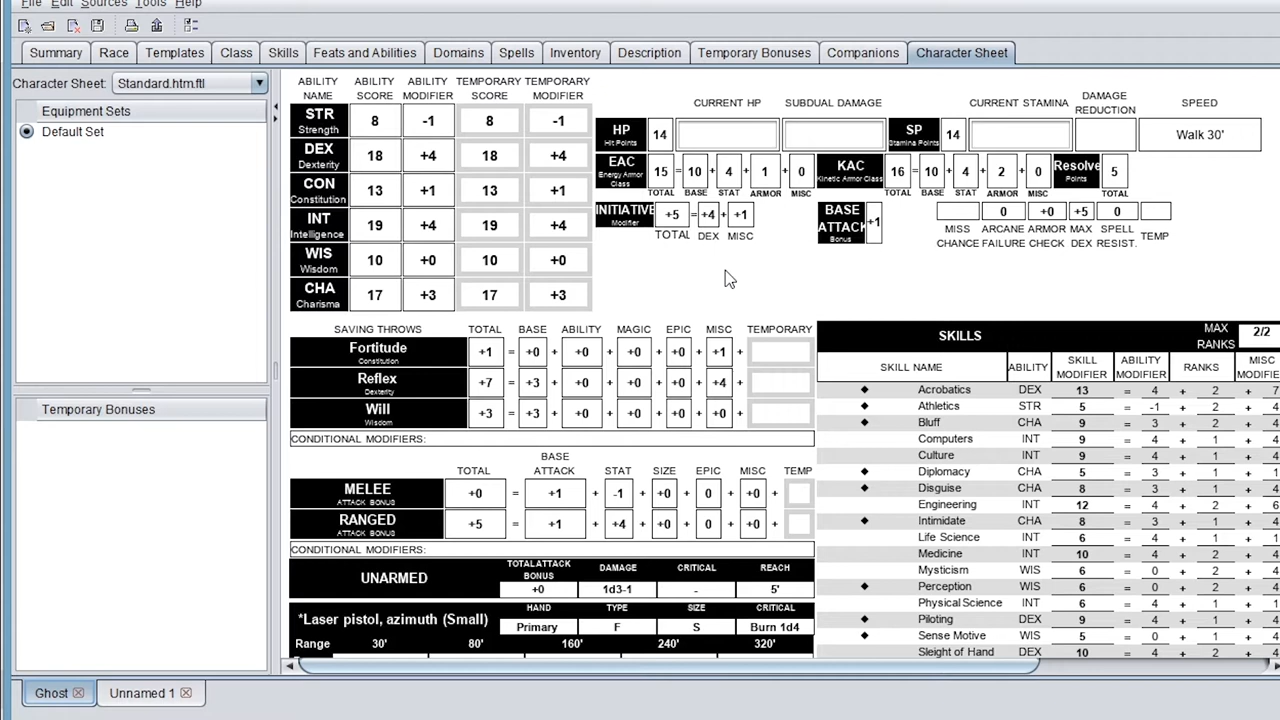 File Edit Sources Tools Help
Summary Race Templates Class Skills Feats and Abilities Domains Spells Inventory Description Temporary Bonuses Companions Character Sheet
Character Sheet: Standard.htm.ftl
Equipment Sets
Default Set
Temporary Bonuses
ABILITY NAME ABILITY SCORE ABILITY MODIFIER TEMPORARY SCORE TEMPORARY MODIFIER
STR Strength 8 -1 8 -1
DEX Dexterity 18 +4 18 +4
CON Constitution 13 +1 13 +1
INT Intelligence 19 +4 19 +4
WIS Wisdom 10 +0 10 +0
CHA Charisma 17 +3 17 +3
CURRENT HP SUBDUAL DAMAGE CURRENT STAMINA DAMAGE REDUCTION SPEED
HP Hit Points 14 SP Stamina Points 14 Walk 30'
EAC Energy Armor Class 15 = 10 + 4 + 1 + 0 KAC Kinetic Armor Class 16 = 10 + 4 + 2 + 0 Resolve Points 5
TOTAL BASE STAT ARMOR MISC TOTAL BASE STAT ARMOR MISC TOTAL
INITIATIVE Modifier +5 = +4 + +1 BASE ATTACK Bonus +1 0 +0 +5 0
TOTAL DEX MISC MISS CHANCE ARCANE FAILURE ARMOR CHECK MAX DEX SPELL RESIST. TEMP
SAVING THROWS TOTAL BASE ABILITY MAGIC EPIC MISC TEMPORARY
Fortitude Constitution +1 = +0 + +0 + +0 + +0 + +1 +
Reflex Dexterity +7 = +3 + +0 + +0 + +0 + +4 +
Will Wisdom +3 = +3 + +0 + +0 + +0 + +0 +
CONDITIONAL MODIFIERS:
TOTAL BASE ATTACK STAT SIZE EPIC MISC TEMP
MELEE ATTACK BONUS +0 = +1 + -1 + +0 + 0 + +0 +
RANGED ATTACK BONUS +5 = +1 + +4 + +0 + 0 + +0 +
CONDITIONAL MODIFIERS:
UNARMED TOTAL ATTACK BONUS DAMAGE CRITICAL REACH
+0 1d3-1 - 5'
*Laser pistol, azimuth (Small) HAND TYPE SIZE CRITICAL
Primary F S Burn 1d4
Range 30' 80' 160' 240' 320'
SKILLS MAX RANKS 2/2
SKILL NAME ABILITY SKILL MODIFIER ABILITY MODIFIER RANKS MISC MODIFIE
◆ Acrobatics DEX 13 = 4 + 2 + 7
◆ Athletics STR 5 = -1 + 2 + 4
◆ Bluff CHA 9 = 3 + 2 + 4
Computers INT 9 = 4 + 1 + 4
Culture INT 9 = 4 + 1 + 4
◆ Diplomacy CHA 5 = 3 + 1 + 1
◆ Disguise CHA 8 = 3 + 1 + 4
Engineering INT 12 = 4 + 2 + 6
◆ Intimidate CHA 8 = 3 + 1 + 4
Life Science INT 6 = 4 + 1 + 1
Medicine INT 10 = 4 + 2 + 4
Mysticism WIS 6 = 0 + 2 + 4
◆ Perception WIS 6 = 0 + 2 + 4
Physical Science INT 6 = 4 + 1 + 1
◆ Piloting DEX 9 = 4 + 1 + 4
◆ Sense Motive WIS 5 = 0 + 1 + 4
Sleight of Hand DEX 10 = 4 + 2 + 4
Ghost Unnamed 1